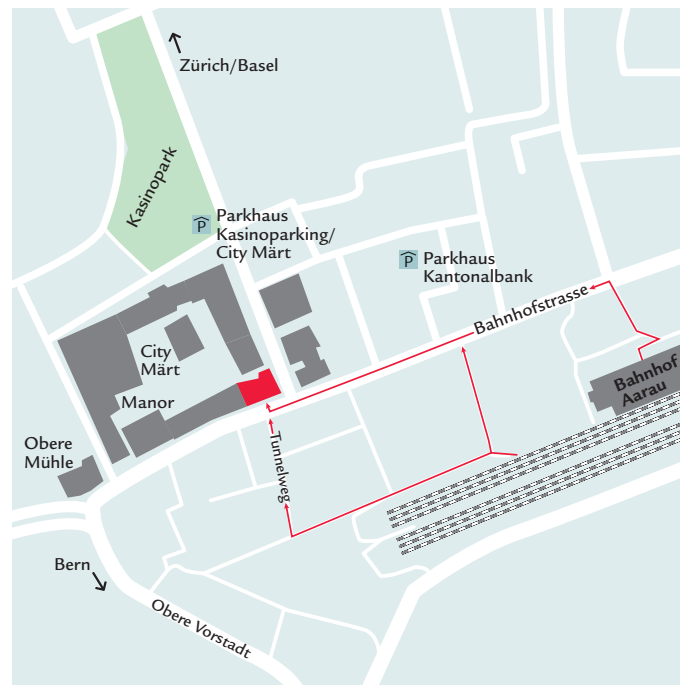 Zürich/Basel
Kasinopark
P
Parkhaus
Kasinoparking/
City Märt
P
Parkhaus
Kantonalbank
Bahnhofstrasse
City
Märt
Bahnhof
Aarau
Manor
Obere
Mühle
Tunnelweg
Bern
Obere Vorstadt